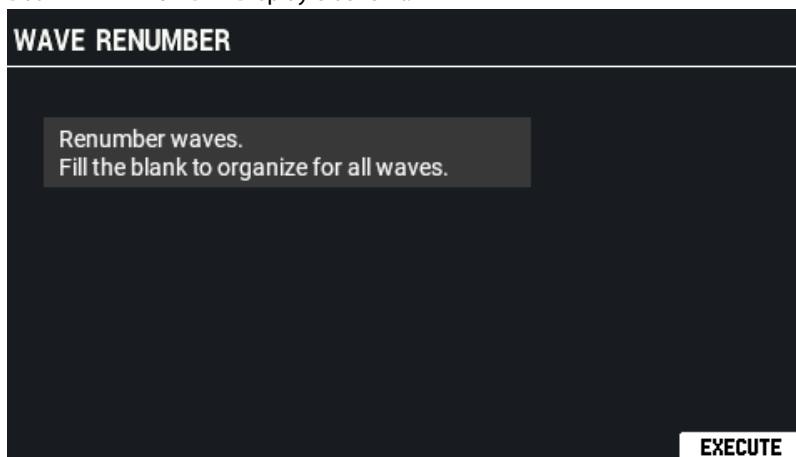 WAVE RENUMBER
Renumber waves.
Fill the blank to organize for all waves.
EXECUTE